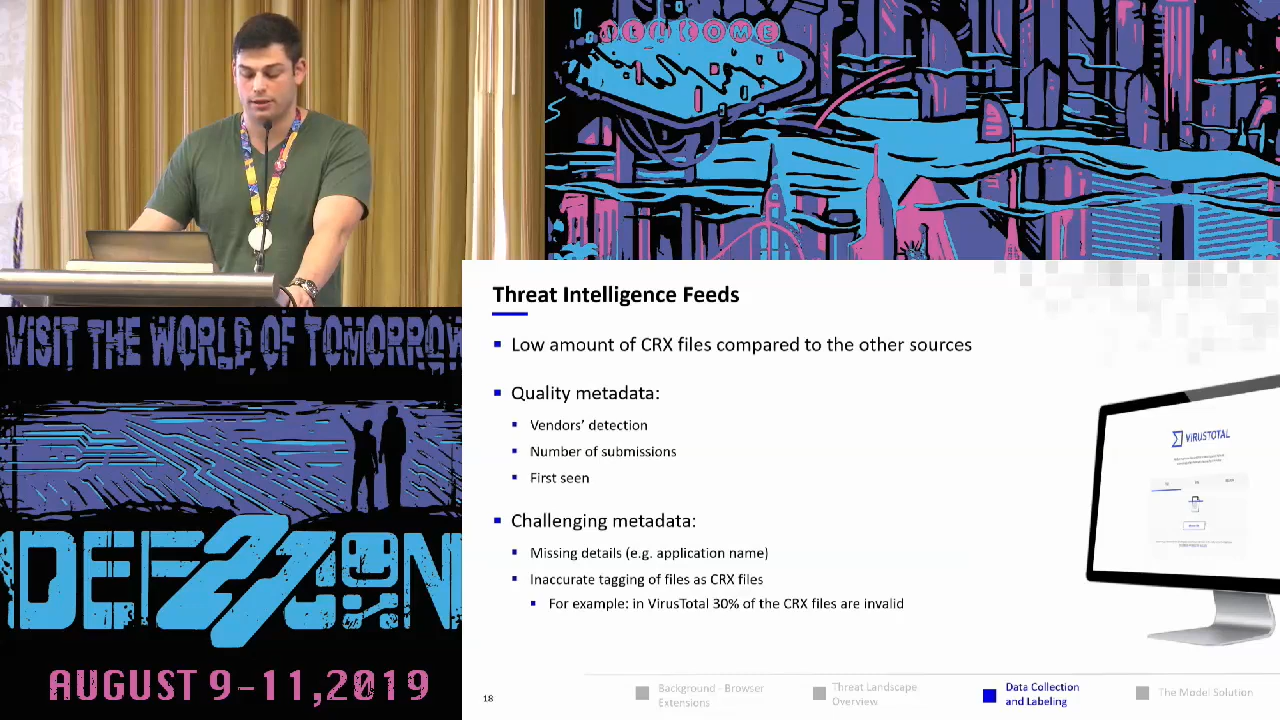 WELCOME
Threat Intelligence Feeds
Low amount of CRX files compared to the other sources
Quality metadata:
Vendors' detection
Number of submissions
First seen
Challenging metadata:
Missing details (e.g. application name)
Inaccurate tagging of files as CRX files
For example: in VirusTotal 30% of the CRX files are invalid
VIRUSTOTAL
VISIT THE WORLD OF TOMORROW
DEF 27 CON
AUGUST 9-11,2019
18
Background - Browser
Extensions
Threat Landscape
Overview
Data Collection
and Labeling
The Model Solution